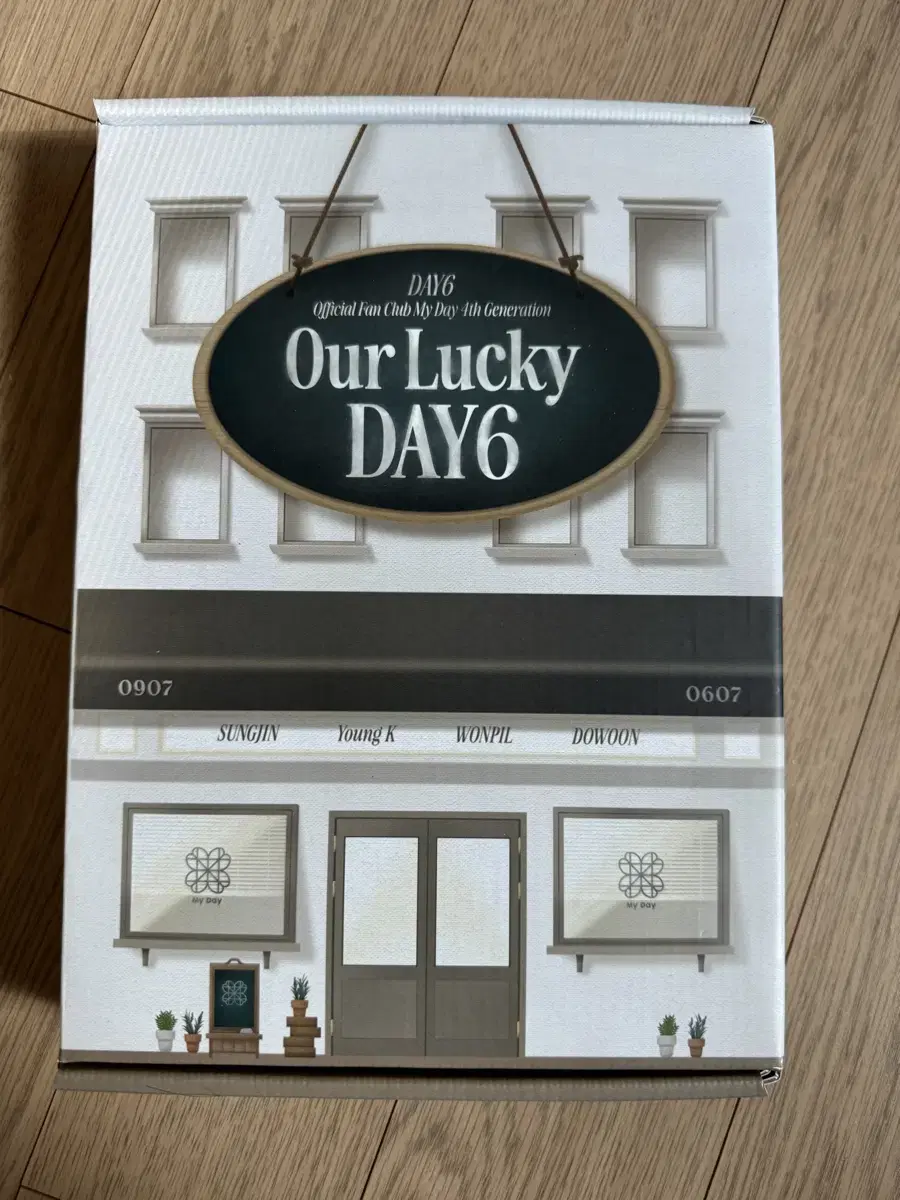 DAY6
Official Fan Club My Day 4th Generation
Our Lucky
DAY6
0907
0607
SUNGJIN Young K WONPIL DOWOON
My Day
My Day